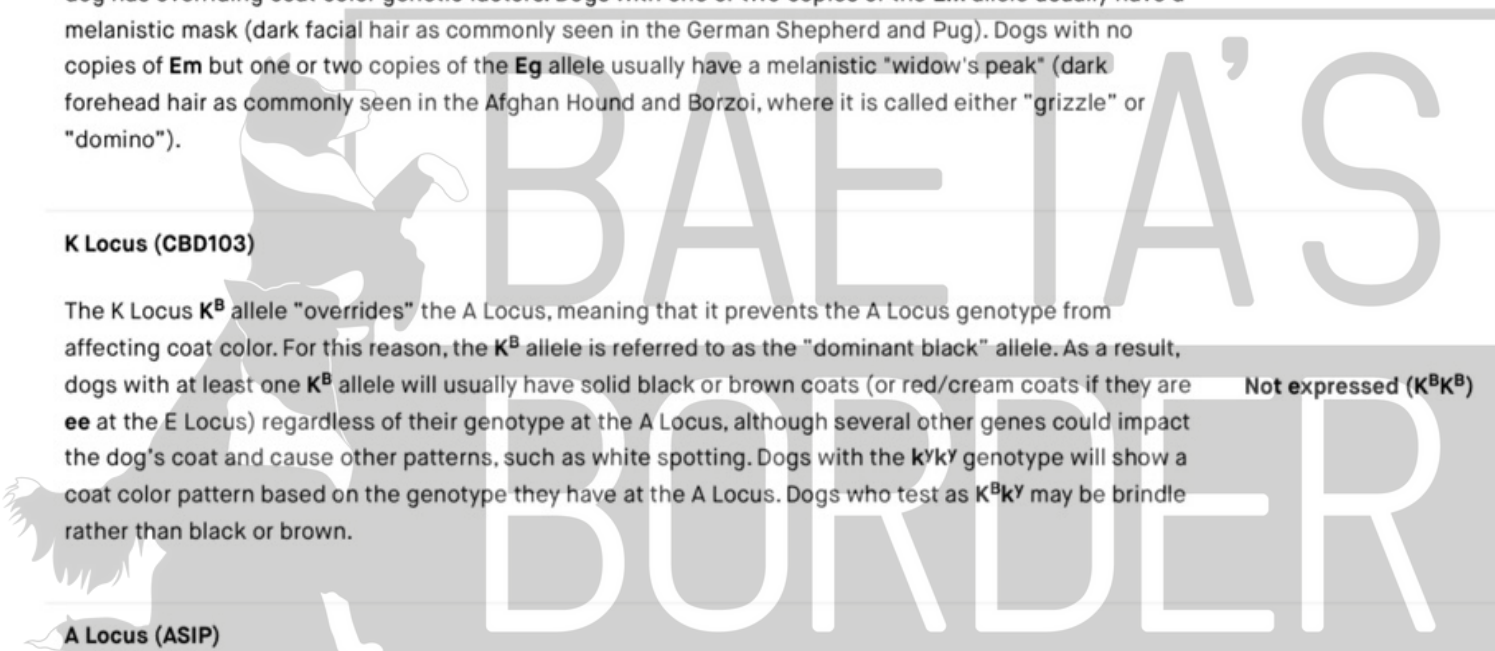 melanistic mask (dark facial hair as commonly seen in the German Shepherd and Pug). Dogs with no
copies of Em but one or two copies of the Eg allele usually have a melanistic "widow's peak" (dark
forehead hair as commonly seen in the Afghan Hound and Borzoi, where it is called either "grizzle" or
"domino").
K Locus (CBD103)
The K Locus Kᴮ allele "overrides" the A Locus, meaning that it prevents the A Locus genotype from
affecting coat color. For this reason, the Kᴮ allele is referred to as the "dominant black" allele. As a result,
dogs with at least one Kᴮ allele will usually have solid black or brown coats (or red/cream coats if they are
ee at the E Locus) regardless of their genotype at the A Locus, although several other genes could impact
the dog's coat and cause other patterns, such as white spotting. Dogs with the kʸkʸ genotype will show a
coat color pattern based on the genotype they have at the A Locus. Dogs who test as Kᴮkʸ may be brindle
rather than black or brown.
Not expressed (KᴮKᴮ)
A Locus (ASIP)
BAETA'S
BORDER